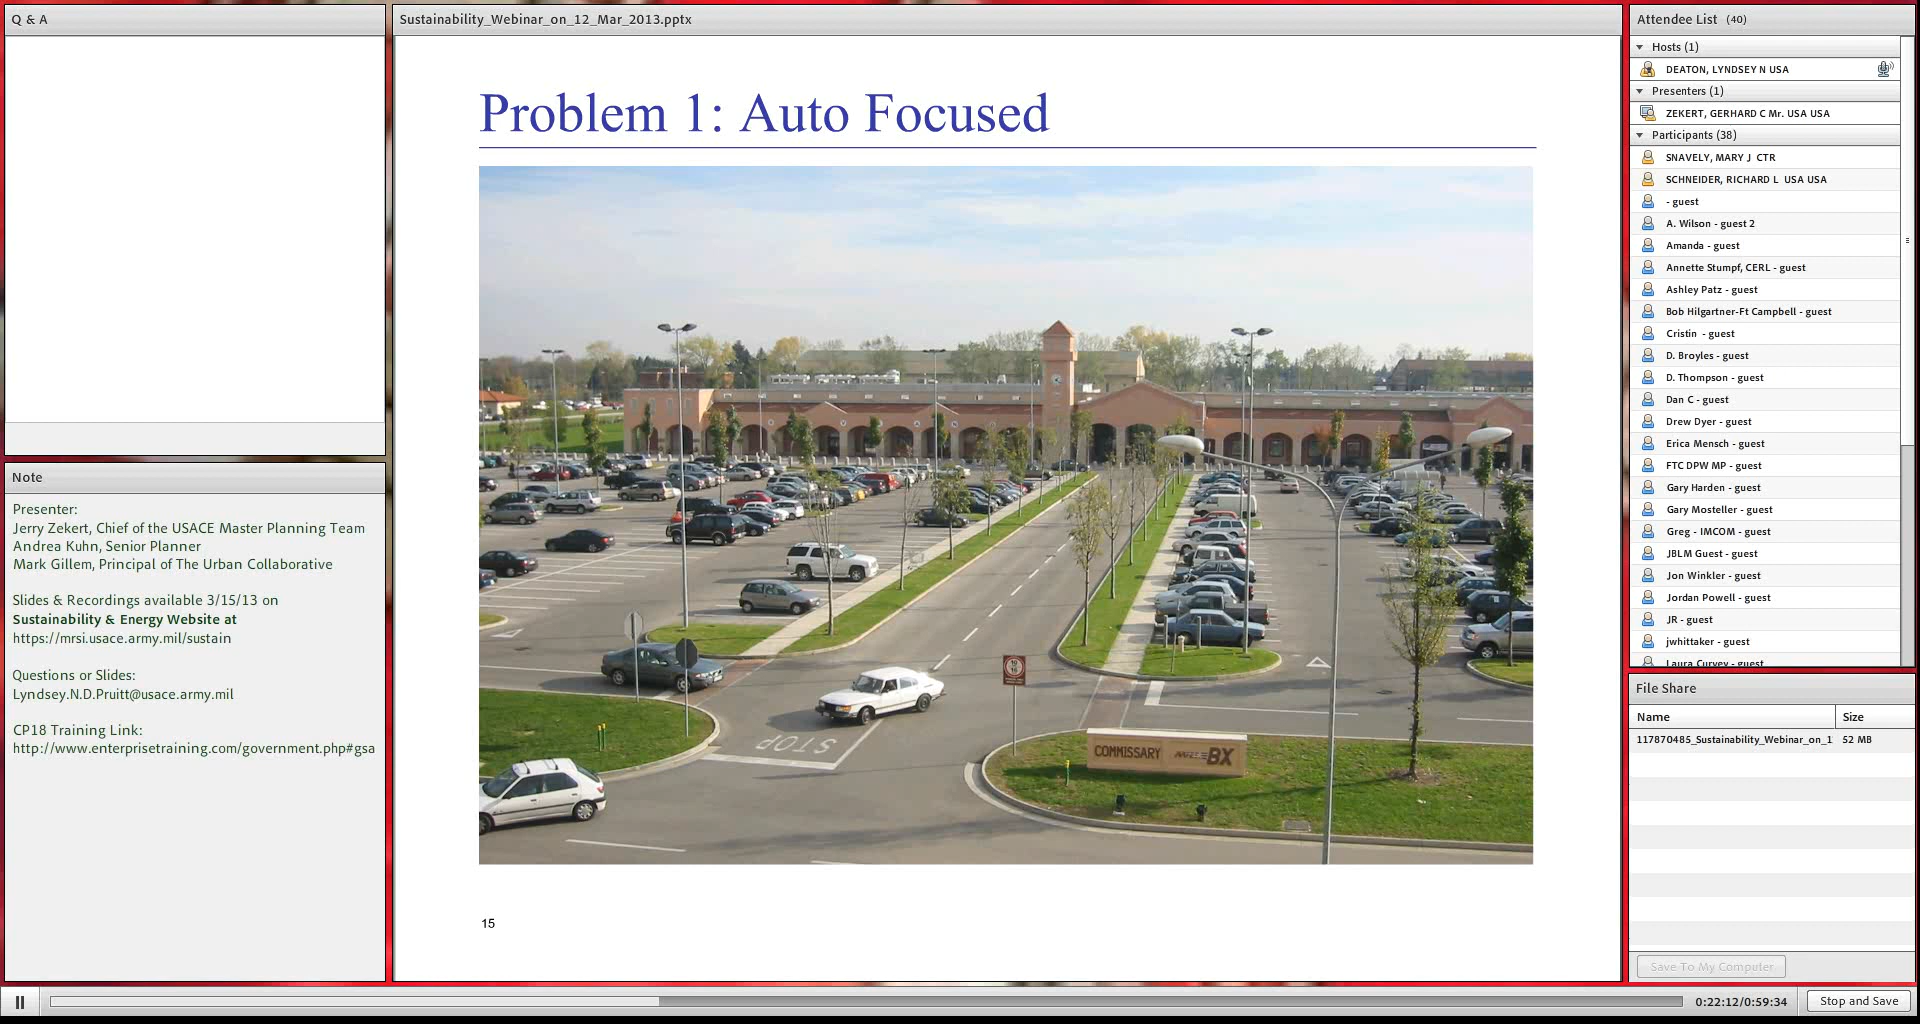 Q & A
Note
Presenter:
Jerry Zekert, Chief of the USACE Master Planning Team
Andrea Kuhn, Senior Planner
Mark Gillem, Principal of The Urban Collaborative
Slides & Recordings available 3/15/13 on
Sustainability & Energy Website at
https://mrsi.usace.army.mil/sustain
Questions or Slides:
Lyndsey.N.D.Pruitt@usace.army.mil
CP18 Training Link:
http://www.enterprisetraining.com/government.php#gsa
Sustainability_Webinar_on_12_Mar_2013.pptx
Problem 1: Auto Focused
STOP
COMMISSARY
BX
15
Attendee List (40)
Hosts (1)
DEATON, LYNDSEY N USA
Presenters (1)
ZEKERT, GERHARD C Mr. USA USA
Participants (38)
SNAVELY, MARY J CTR
SCHNEIDER, RICHARD L USA USA
- guest
A. Wilson - guest 2
Amanda - guest
Annette Stumpf, CERL - guest
Ashley Patz - guest
Bob Hilgartner-Ft Campbell - guest
Cristin - guest
D. Broyles - guest
D. Thompson - guest
Dan C - guest
Drew Dyer - guest
Erica Mensch - guest
FTC DPW MP - guest
Gary Harden - guest
Gary Mosteller - guest
Greg - IMCOM - guest
JBLM Guest - guest
Jon Winkler - guest
Jordan Powell - guest
JR - guest
jwhittaker - guest
Laura Curvey - guest
File Share
Name Size
117870485_Sustainability_Webinar_on_1 52 MB
Save To My Computer
0:22:12/0:59:34
Stop and Save